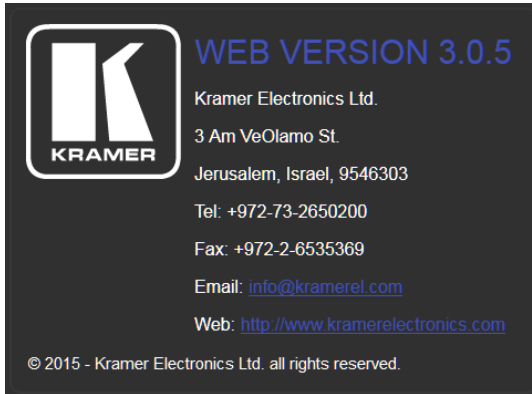 KRAMER
WEB VERSION 3.0.5
Kramer Electronics Ltd.
3 Am VeOlamo St.
Jerusalem, Israel, 9546303
Tel: +972-73-2650200
Fax: +972-2-6535369
Email: info@kramerel.com
Web: http://www.kramerelectronics.com
© 2015 - Kramer Electronics Ltd. all rights reserved.